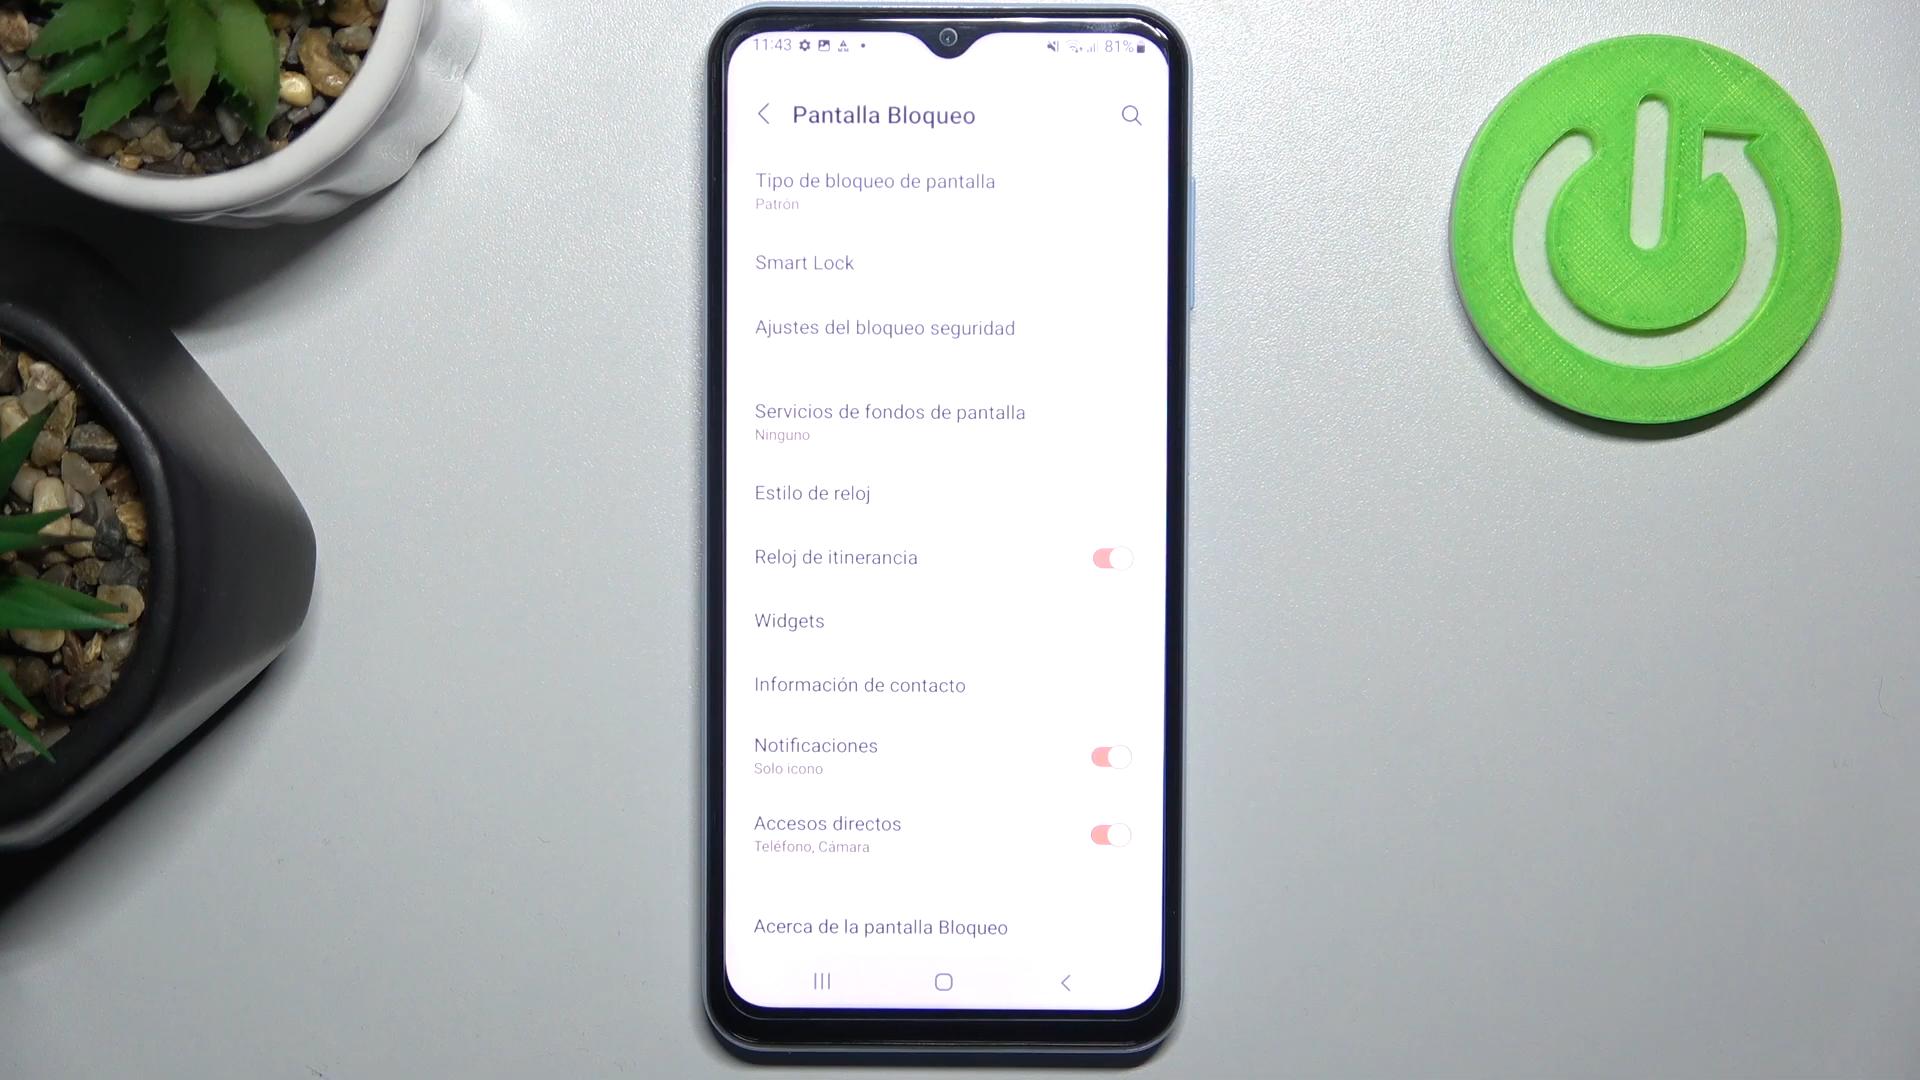 11:43
81%
Pantalla Bloqueo
Tipo de bloqueo de pantalla
Patrón
Smart Lock
Ajustes del bloqueo seguridad
Servicios de fondos de pantalla
Ninguno
Estilo de reloj
Reloj de itinerancia
Widgets
Información de contacto
Notificaciones
Solo icono
Accesos directos
Teléfono, Cámara
Acerca de la pantalla Bloqueo